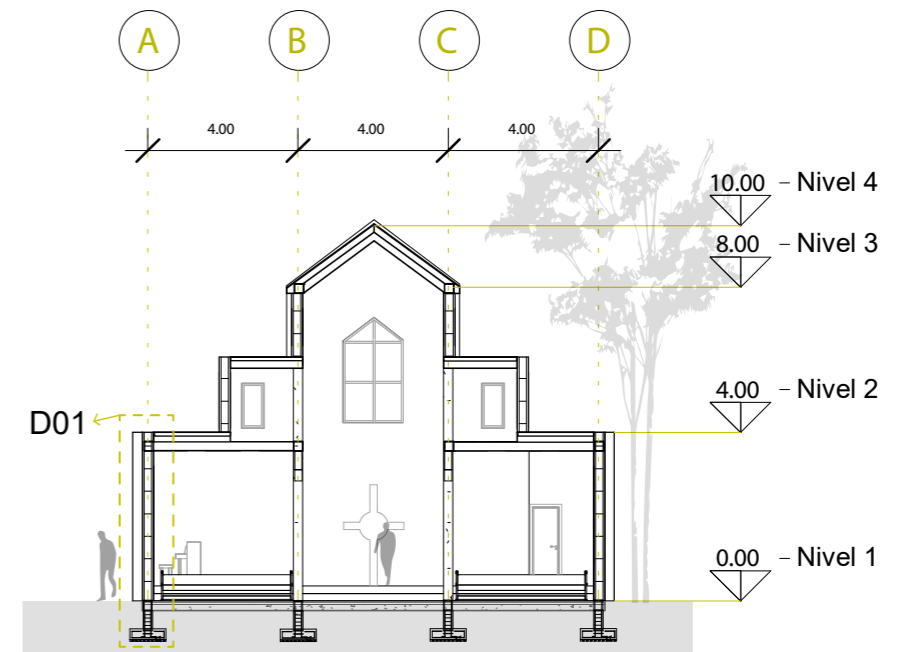 A B C D
4.00 4.00 4.00
10.00 – Nivel 4
8.00 – Nivel 3
4.00 – Nivel 2
D01
0.00 – Nivel 1